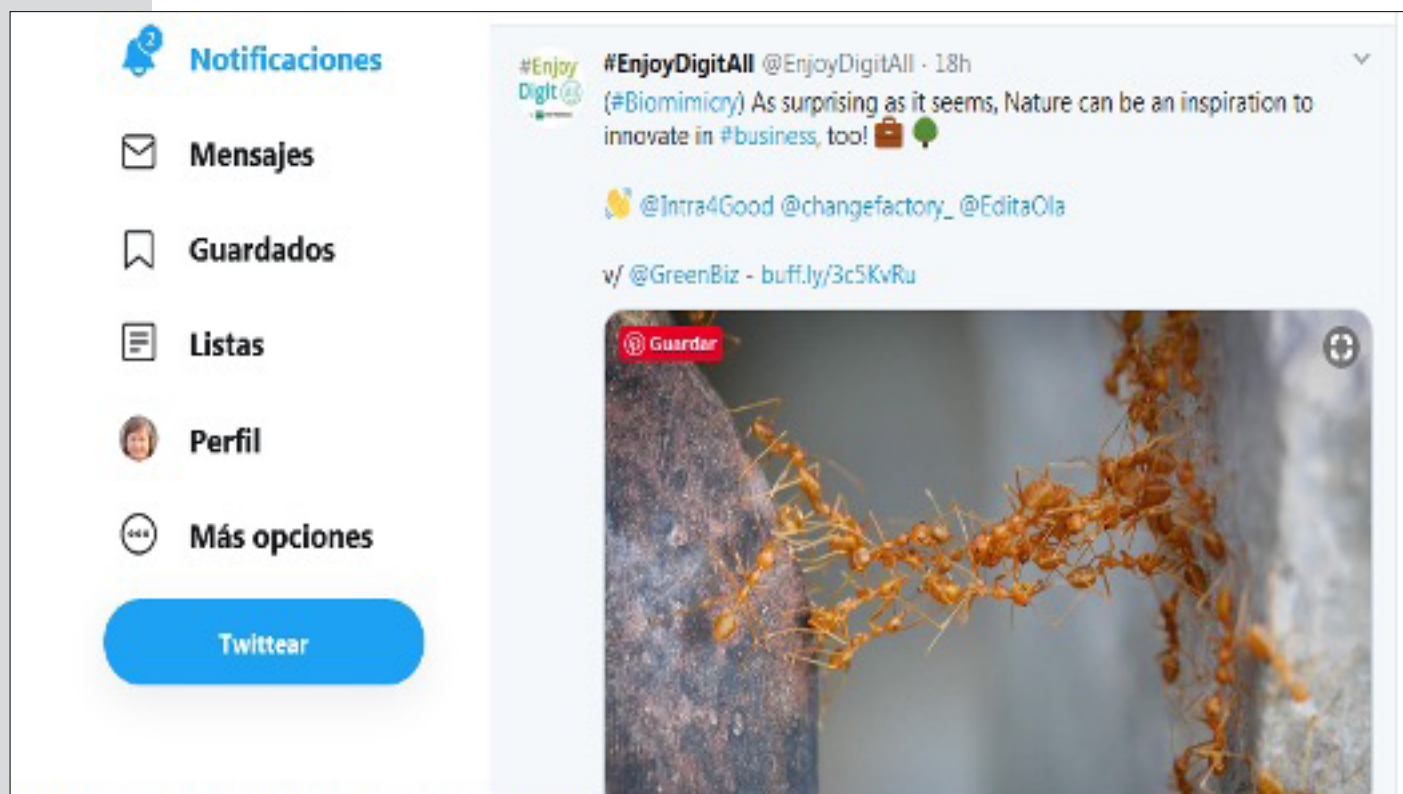 2
Notificaciones
Mensajes
Guardados
Listas
Perfil
Más opciones
Twittear
#Enjoy
Digit
#EnjoyDigitAll @EnjoyDigitAll · 18h
(#Biomimicry) As surprising as it seems, Nature can be an inspiration to
innovate in #business, too!
@Intra4Good @changefactory_ @EditaOla
v/ @GreenBiz - buff.ly/3c5KvRu
Guardar